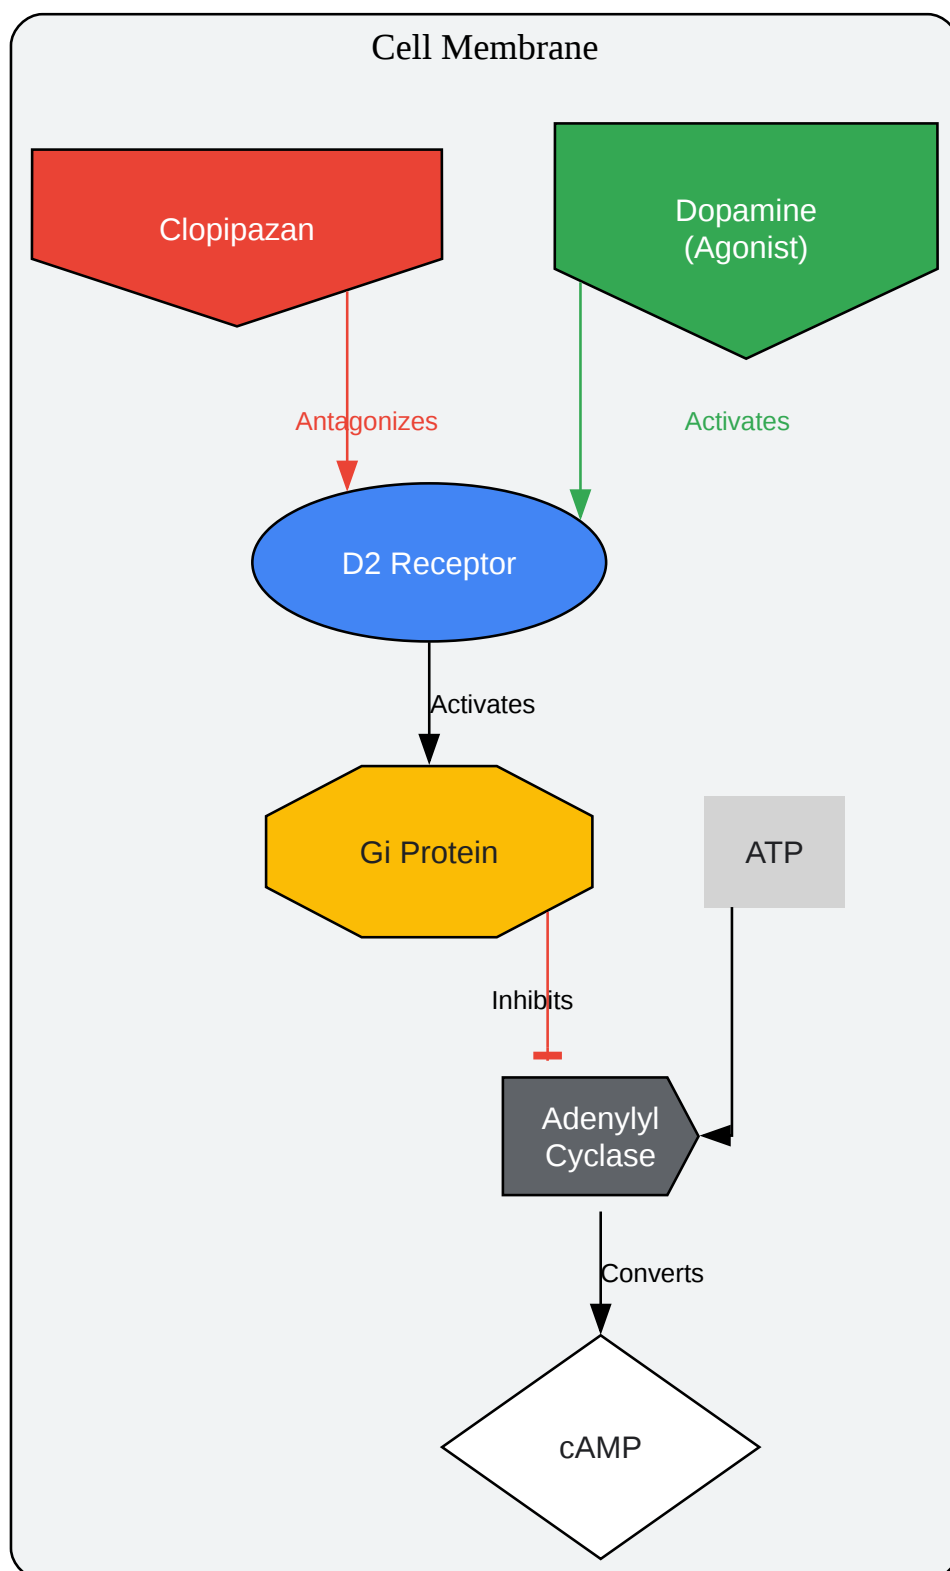 Cell Membrane
Clopipazan
Dopamine
(Agonist)
Antagonizes
Activates
D2 Receptor
Activates
Gi Protein
ATP
Inhibits
Adenylyl
Cyclase
Converts
cAMP